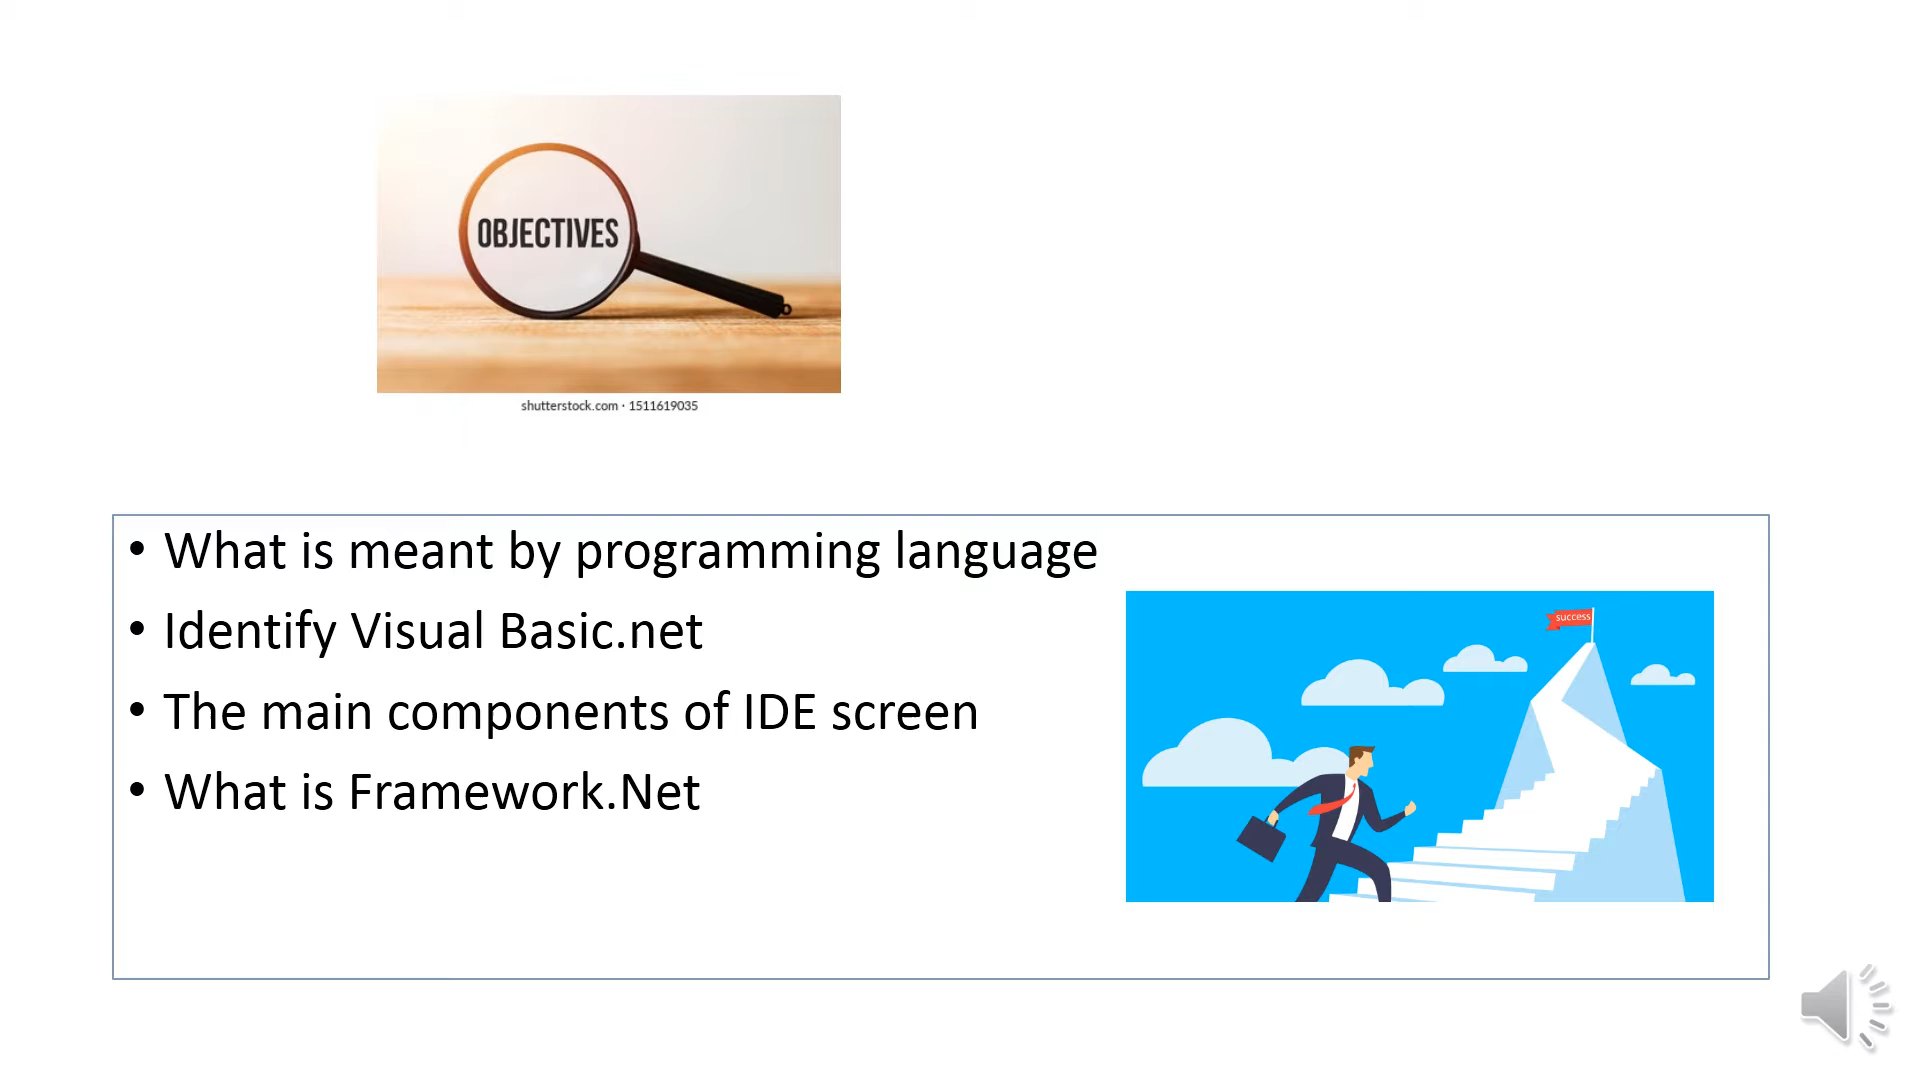 OBJECTIVES
shutterstock.com · 1511619035
• What is meant by programming language
• Identify Visual Basic.net
• The main components of IDE screen
• What is Framework.Net
success